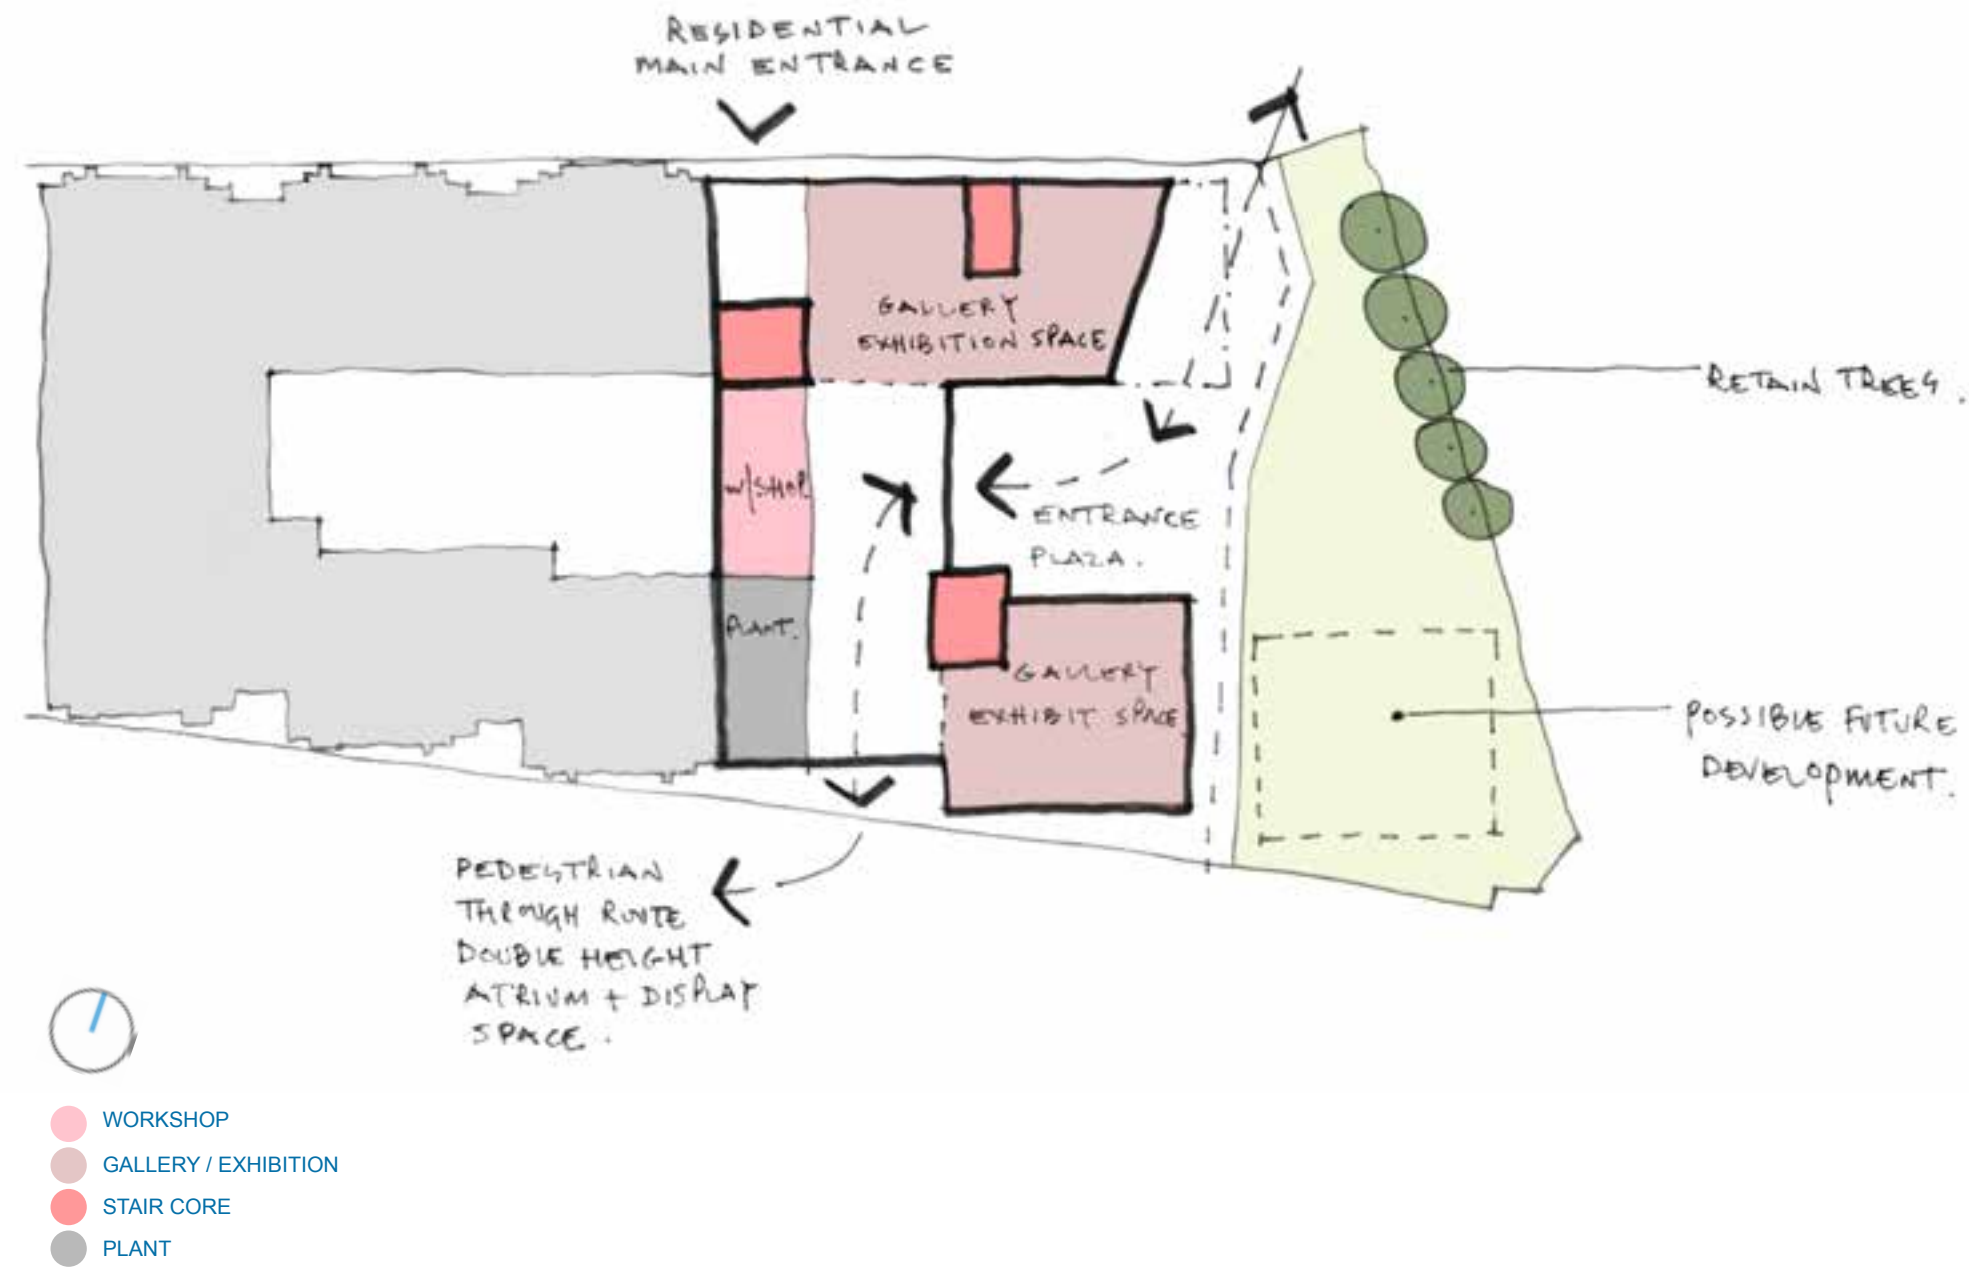 RESIDENTIAL
MAIN ENTRANCE
GALLERY
EXHIBITION SPACE
RETAIN TREES.
W/SHOP
ENTRANCE
PLAZA.
PLANT.
GALLERY
EXHIBIT SPACE
POSSIBLE FUTURE
DEVELOPMENT.
PEDESTRIAN
THROUGH ROUTE
DOUBLE HEIGHT
ATRIUM + DISPLAY
SPACE.
WORKSHOP
GALLERY / EXHIBITION
STAIR CORE
PLANT